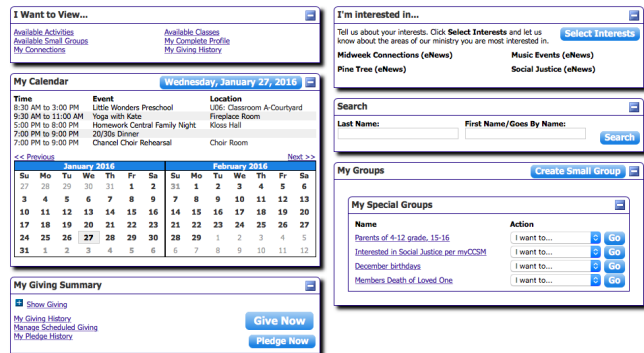 I Want to View...
Available Activities Available Classes
Available Small Groups My Complete Profile
My Connections My Giving History
My Calendar Wednesday, January 27, 2016
Time Event Location
8:30 AM to 3:00 PM Little Wonders Preschool U06: Classroom A-Courtyard
9:30 AM to 11:00 AM Yoga with Kate Fireplace Room
5:00 PM to 8:00 PM Homework Central Family Night Kloss Hall
7:00 PM to 9:00 PM 20/30s Dinner
7:00 PM to 9:00 PM Chancel Choir Rehearsal Choir Room
<< Previous Next >>
January 2016 February 2016
Su Mo Tu We Th Fr Sa Su Mo Tu We Th Fr Sa
27 28 29 30 31 1 2 31 1 2 3 4 5 6
3 4 5 6 7 8 9 7 8 9 10 11 12 13
10 11 12 13 14 15 16 14 15 16 17 18 19 20
17 18 19 20 21 22 23 21 22 23 24 25 26 27
24 25 26 27 28 29 30 28 29 1 2 3 4 5
31 1 2 3 4 5 6 6 7 8 9 10 11 12
My Giving Summary
Show Giving
My Giving History
Manage Scheduled Giving
My Pledge History
Give Now
Pledge Now
I'm interested in...
Tell us about your interests. Click Select Interests and let us
know about the areas of our ministry you are most interested in.
Select Interests
Midweek Connections (eNews) Music Events (eNews)
Pine Tree (eNews) Social Justice (eNews)
Search
Last Name: First Name/Goes By Name:
Search
My Groups Create Small Group
My Special Groups
Name Action
Parents of 4-12 grade, 15-16 I want to... Go
Interested in Social Justice per myCCSM I want to... Go
December birthdays I want to... Go
Members Death of Loved One I want to... Go